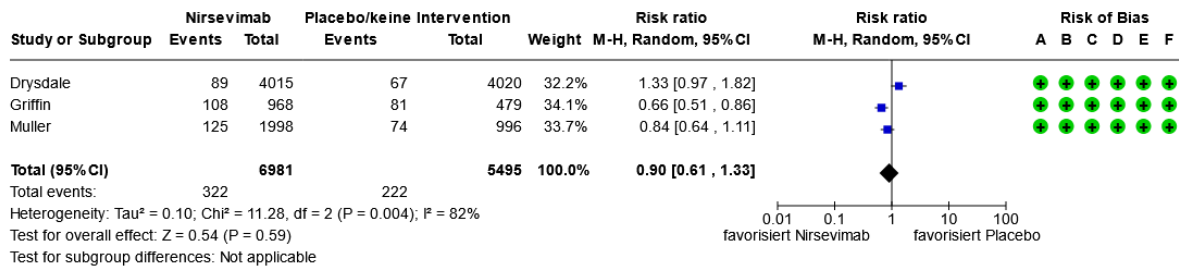 Nirsevimab Placebo/keine Intervention Risk ratio Risk ratio Risk of Bias
Study or Subgroup Events Total Events Total Weight M-H, Random, 95% CI M-H, Random, 95% CI A B C D E F
Drysdale 89 4015 67 4020 32.2% 1.33 [0.97 , 1.82] + + + + + +
Griffin 108 968 81 479 34.1% 0.66 [0.51 , 0.86] + + + + + +
Muller 125 1998 74 996 33.7% 0.84 [0.64 , 1.11] + + + + + +
Total (95% CI) 6981 5495 100.0% 0.90 [0.61 , 1.33]
Total events: 322 222
Heterogeneity: Tau² = 0.10; Chi² = 11.28, df = 2 (P = 0.004); I² = 82%
0.01 0.1 1 10 100
Test for overall effect: Z = 0.54 (P = 0.59) favorisiert Nirsevimab favorisiert Placebo
Test for subgroup differences: Not applicable